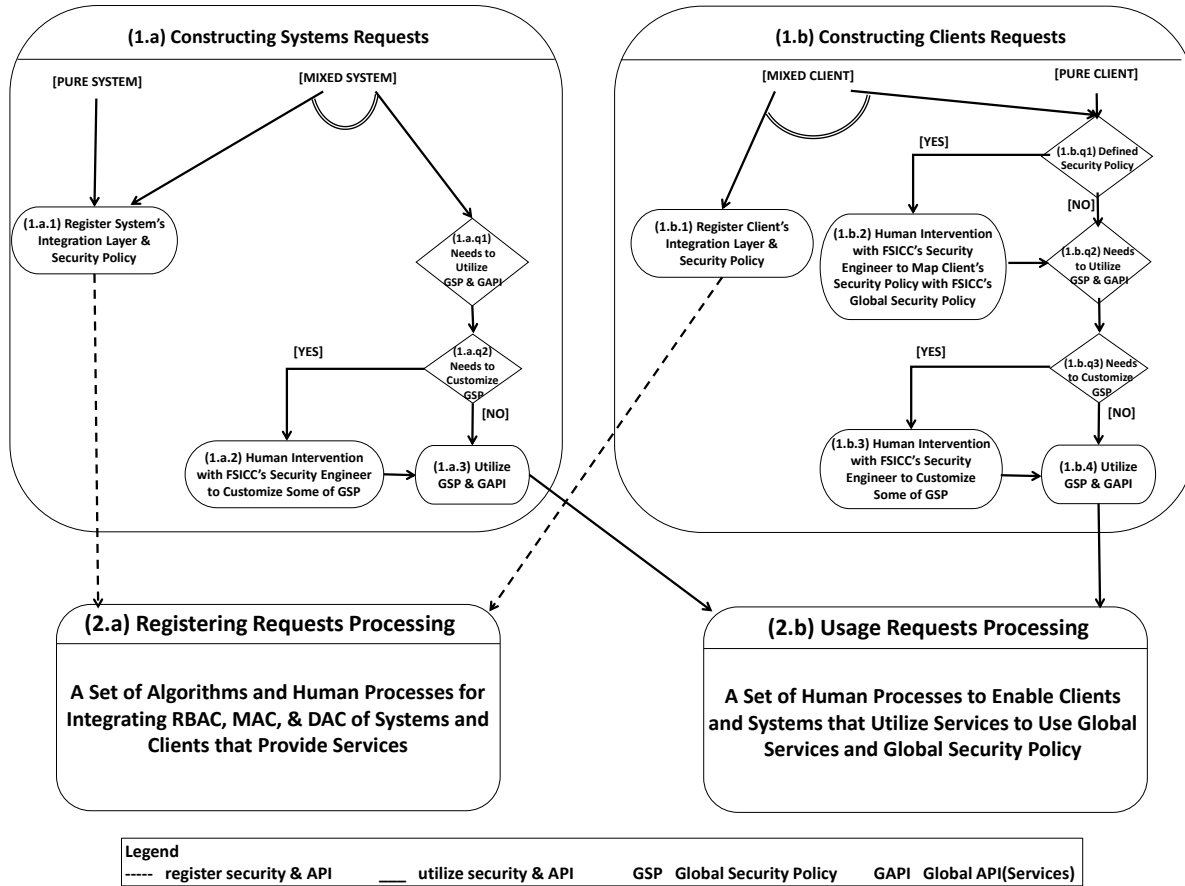 (1.a) Constructing Systems Requests
[PURE SYSTEM]
[MIXED SYSTEM]
(1.a.1) Register System's
Integration Layer &
Security Policy
(1.a.q1)
Needs to
Utilize
GSP & GAPI
(1.a.q2)
Needs to
Customize
GSP
[YES]
[NO]
(1.a.2) Human Intervention
with FSICC's Security Engineer
to Customize Some of GSP
(1.a.3) Utilize
GSP & GAPI
(1.b) Constructing Clients Requests
[MIXED CLIENT]
[PURE CLIENT]
(1.b.q1) Defined
Security Policy
[YES]
[NO]
(1.b.1) Register Client's
Integration Layer &
Security Policy
(1.b.2) Human Intervention
with FSICC's Security
Engineer to Map Client's
Security Policy with FSICC's
Global Security Policy
(1.b.q2) Needs
to Utilize
GSP & GAPI
(1.b.q3) Needs
to Customize
GSP
[YES]
[NO]
(1.b.3) Human Intervention
with FSICC's Security
Engineer to Customize
Some of GSP
(1.b.4) Utilize
GSP & GAPI
(2.a) Registering Requests Processing
A Set of Algorithms and Human Processes for
Integrating RBAC, MAC, & DAC of Systems and
Clients that Provide Services
(2.b) Usage Requests Processing
A Set of Human Processes to Enable Clients
and Systems that Utilize Services to Use Global
Services and Global Security Policy
Legend
----- register security & API ___ utilize security & API GSP Global Security Policy GAPI Global API(Services)